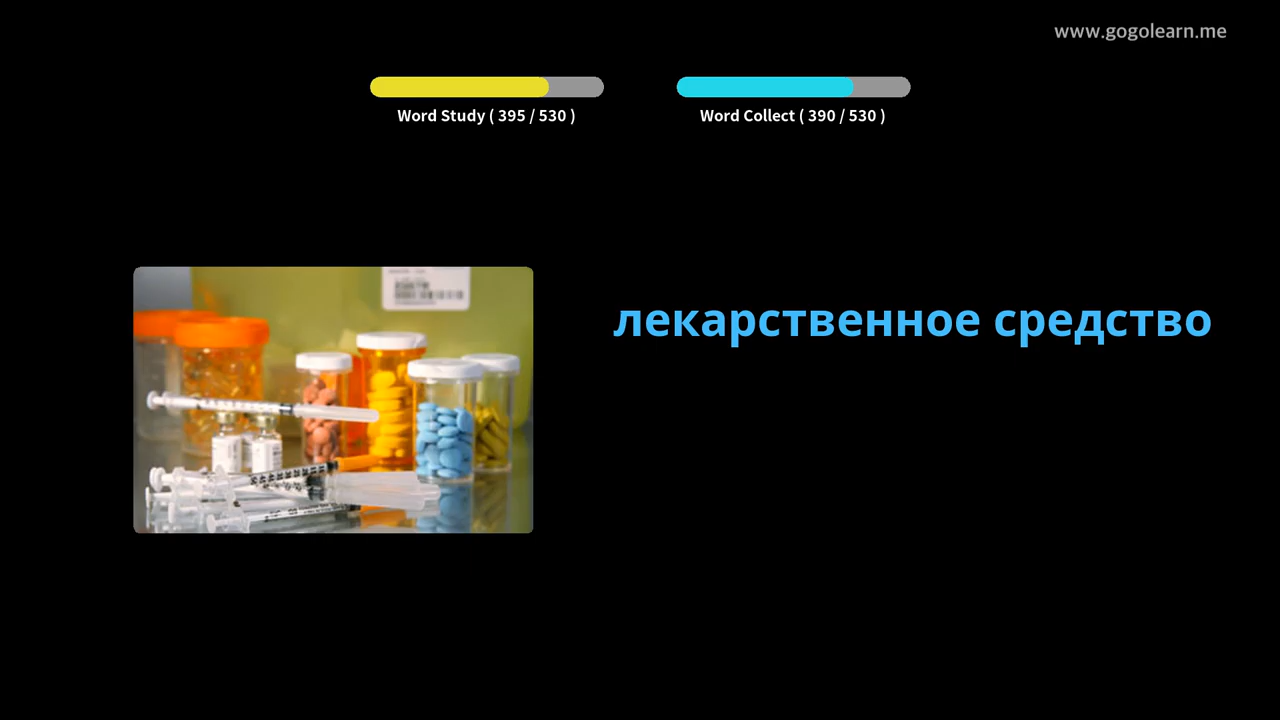 www.gogolearn.me
Word Study ( 395 / 530 )
Word Collect ( 390 / 530 )
лекарственное средство